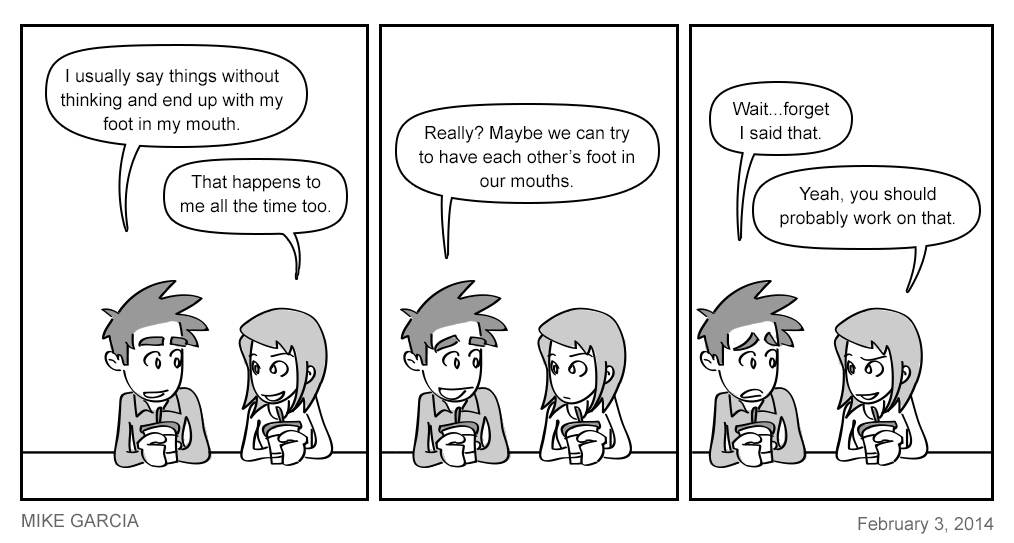 I usually say things without
thinking and end up with my
foot in my mouth.
That happens to
me all the time too.
Really? Maybe we can try
to have each other's foot in
our mouths.
Wait...forget
I said that.
Yeah, you should
probably work on that.
MIKE GARCIA
February 3, 2014